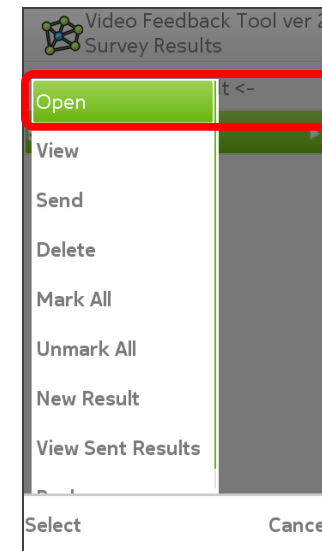 Video Feedback Tool ver 2
Survey Results
t <-
Open
View
Send
Delete
Mark All
Unmark All
New Result
View Sent Results
Select
Cance